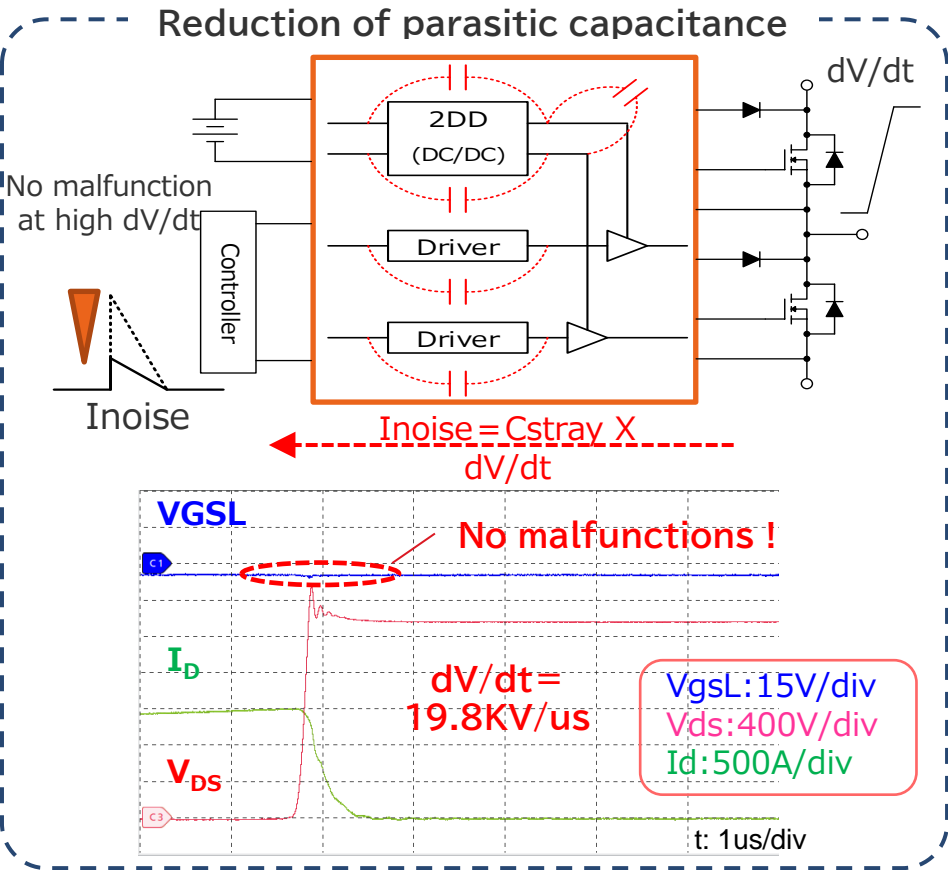 Reduction of parasitic capacitance
dV/dt
2DD
(DC/DC)
No malfunction
at high dV/dt
Controller
Driver
Driver
Inoise
Inoise=Cstray X
dV/dt
VGSL
No malfunctions !
C1
ID
dV/dt=
19.8KV/us
VgsL:15V/div
Vds:400V/div
Id:500A/div
VDS
C3
t: 1us/div